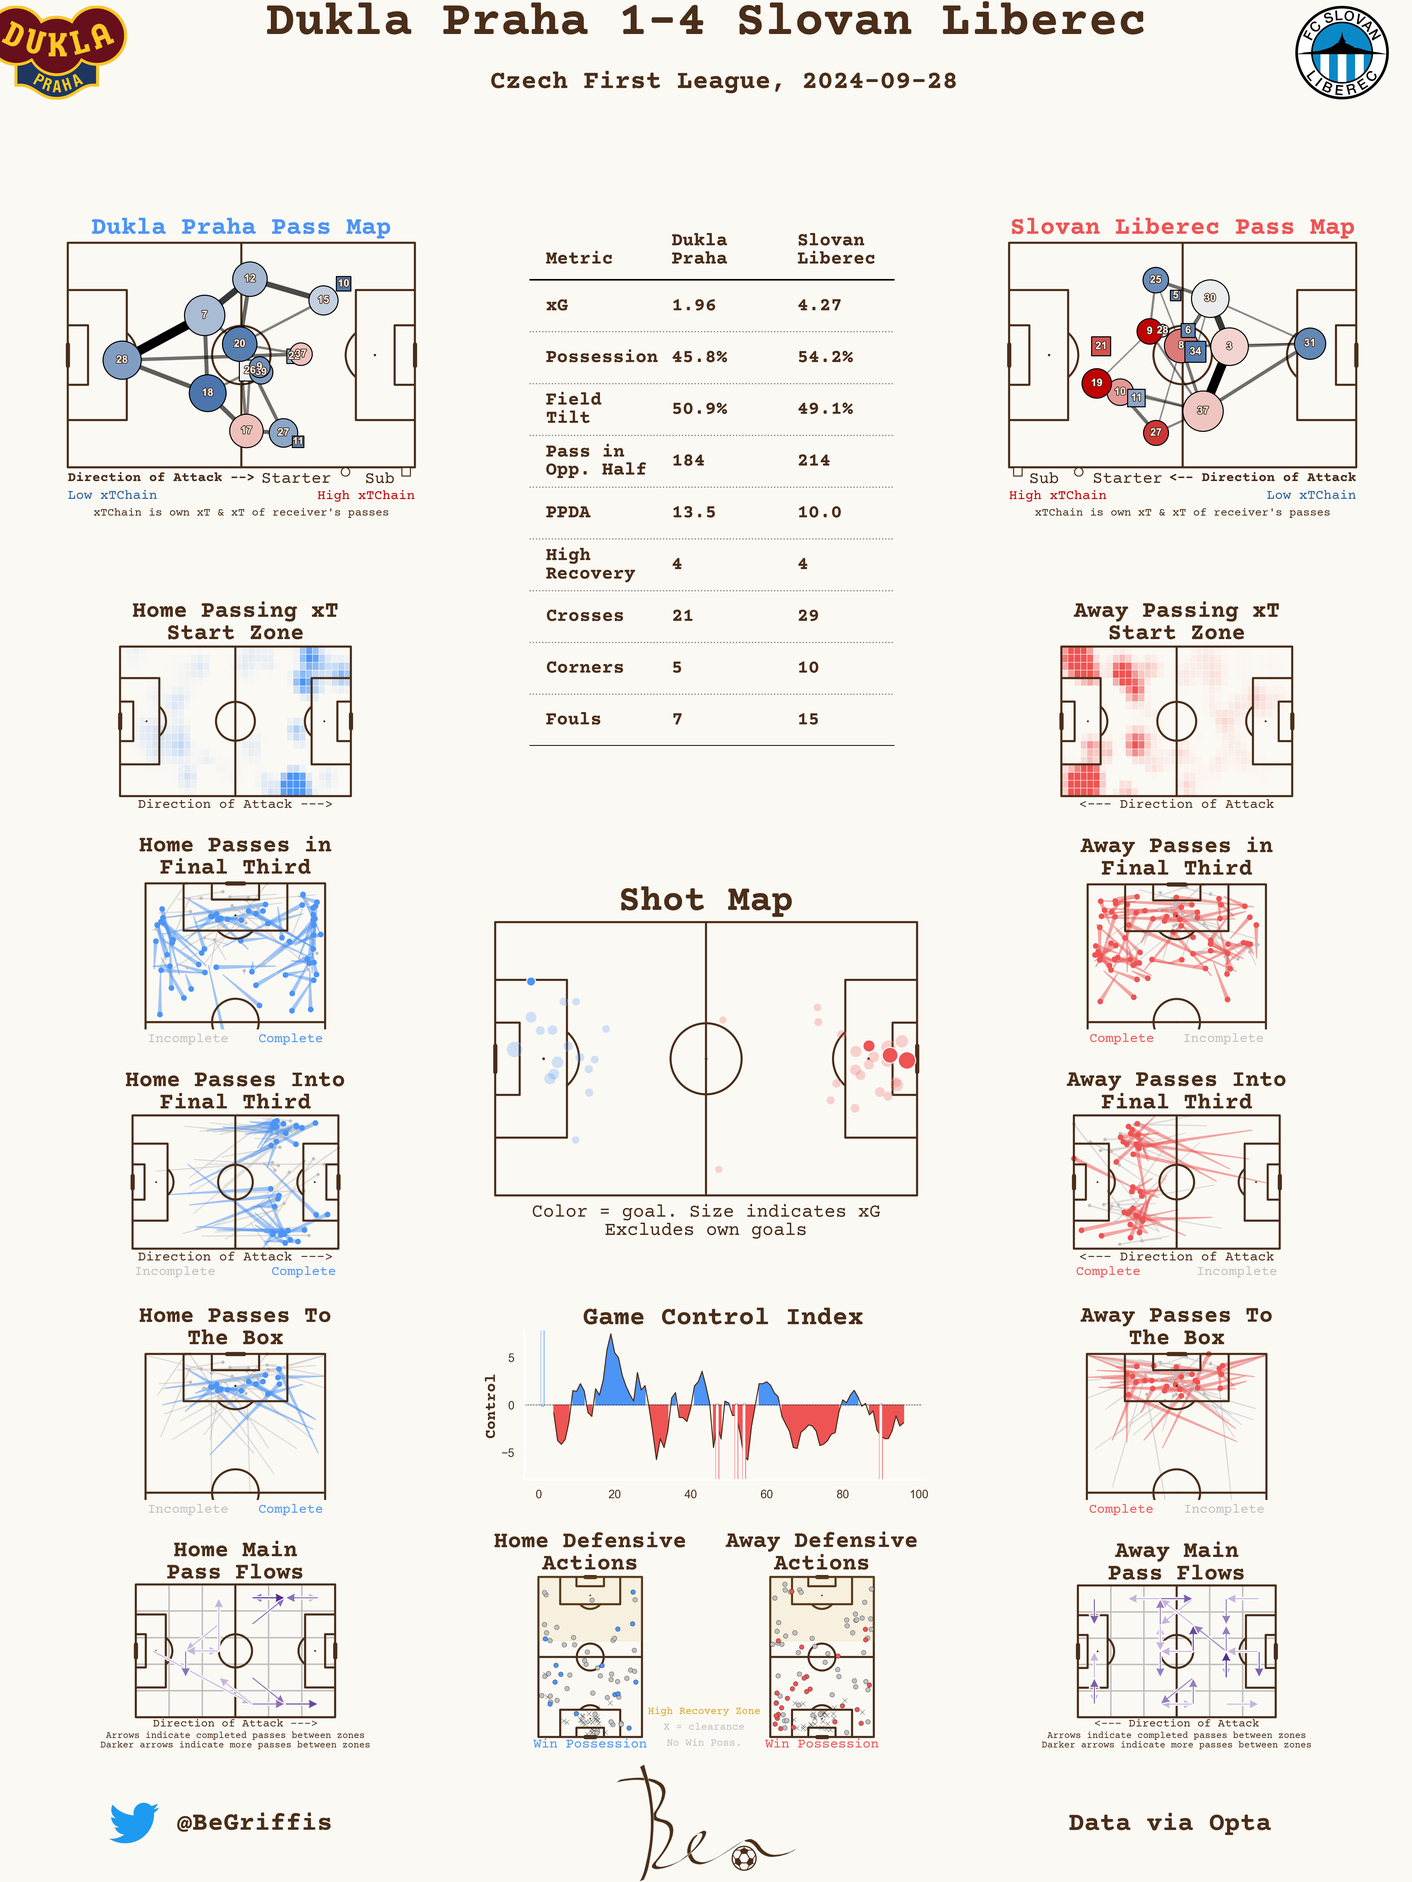 Dukla Praha 1-4 Slovan Liberec
Czech First League, 2024-09-28
DUKLA
PRAHA
FC SLOVAN
LIBEREC
Dukla Praha Pass Map
12
10
15
7
20
28
37
9
39
26
18
17
27
11
Direction of Attack --> Starter Sub
Low xTChain High xTChain
xTChain is own xT & xT of receiver's passes
Metric Dukla Praha Slovan Liberec
xG 1.96 4.27
Possession 45.8% 54.2%
Field Tilt 50.9% 49.1%
Pass in Opp. Half 184 214
PPDA 13.5 10.0
High Recovery 4 4
Crosses 21 29
Corners 5 10
Fouls 7 15
Slovan Liberec Pass Map
25
5
30
9
28
6
21
8
34
3
31
19
10
11
37
27
Sub Starter <-- Direction of Attack
High xTChain Low xTChain
xTChain is own xT & xT of receiver's passes
Home Passing xT
Start Zone
Direction of Attack --->
Away Passing xT
Start Zone
<--- Direction of Attack
Home Passes in
Final Third
Incomplete Complete
Away Passes in
Final Third
Complete Incomplete
Shot Map
Color = goal. Size indicates xG
Excludes own goals
Home Passes Into
Final Third
Direction of Attack --->
Incomplete Complete
Away Passes Into
Final Third
<--- Direction of Attack
Complete Incomplete
Home Passes To
The Box
Incomplete Complete
Game Control Index
Control
5
0
−5
0 20 40 60 80 100
Away Passes To
The Box
Complete Incomplete
Home Main
Pass Flows
Direction of Attack --->
Arrows indicate completed passes between zones
Darker arrows indicate more passes between zones
Home Defensive
Actions
Win Possession
High Recovery Zone
X = clearance
No Win Poss.
Away Defensive
Actions
Win Possession
Away Main
Pass Flows
<--- Direction of Attack
Arrows indicate completed passes between zones
Darker arrows indicate more passes between zones
@BeGriffis
Ben
Data via Opta